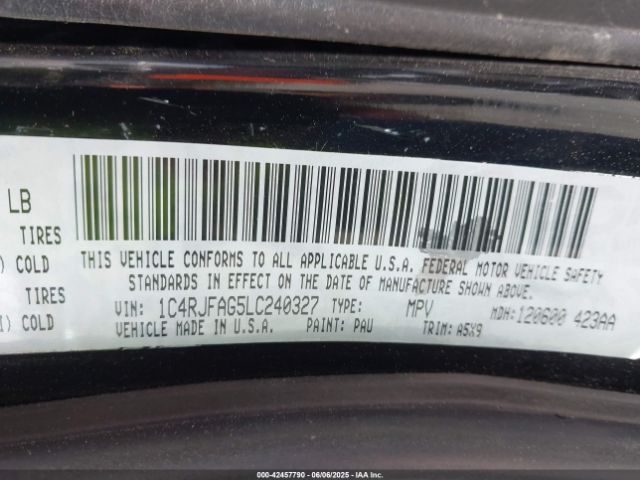 LB
TIRES
) COLD
TIRES
I) COLD
THIS VEHICLE CONFORMS TO ALL APPLICABLE U.S.A. FEDERAL MOTOR VEHICLE SAFETY
STANDARDS IN EFFECT ON THE DATE OF MANUFACTURE SHOWN ABOVE.
VIN: 1C4RJFAG5LC240327 TYPE: MPV MDH: 120600 423AA
VEHICLE MADE IN U.S.A. PAINT: PAU TRIM: A5X9
000-42457790 - 06/06/2025 - IAA Inc.